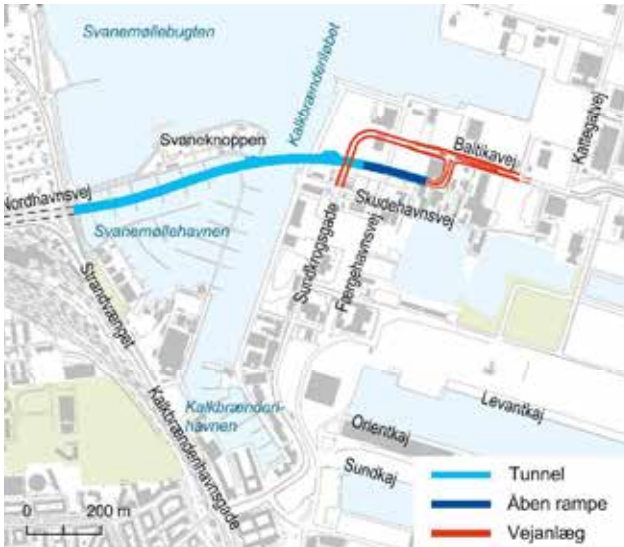 Svanemøllebugten
Kalkbrænderiløbet
Svaneknoppen
Baltikavej
Kattegatvej
Nordhavnsvej
Skudehavnsvej
Svanemøllehavnen
Sundkrogsgade
Færgehavnsvej
Strandvænget
Levantkaj
Kalkbrænderi-
havnen
Orientkaj
Kalkbrænderihavnsgade
Sundkaj
Tunnel
Åben rampe
Vejanlæg
0 200 m